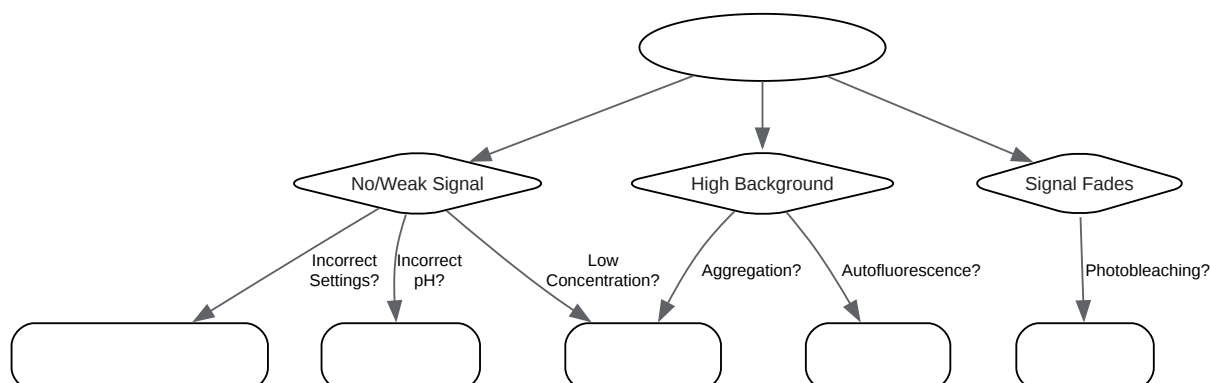 No/Weak Signal
High Background
Signal Fades
Incorrect
Settings?
Incorrect
pH?
Low
Concentration?
Aggregation?
Autofluorescence?
Photobleaching?